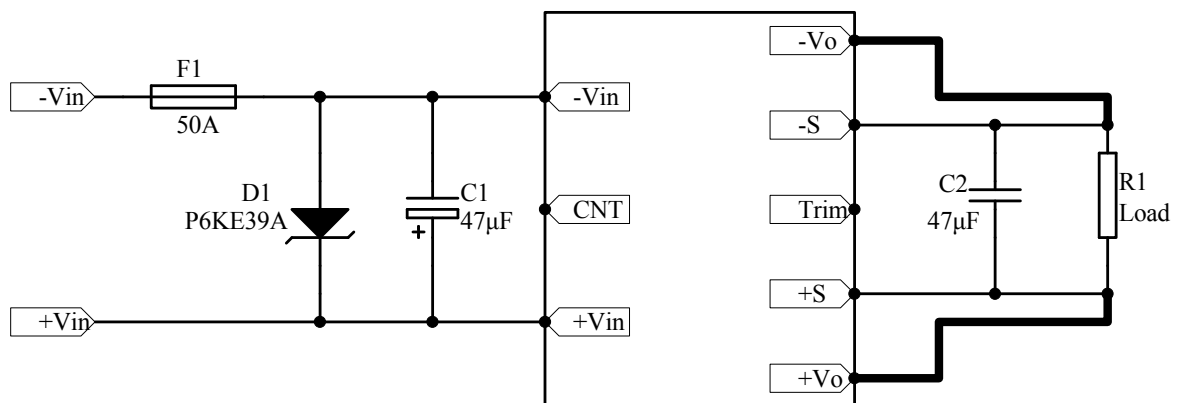 -Vo
F1
-Vin
50A
-Vin
-S
D1
P6KE39A
C1
47μF
CNT
Trim
C2
47μF
R1
Load
+
+S
+Vin
+Vin
+Vo